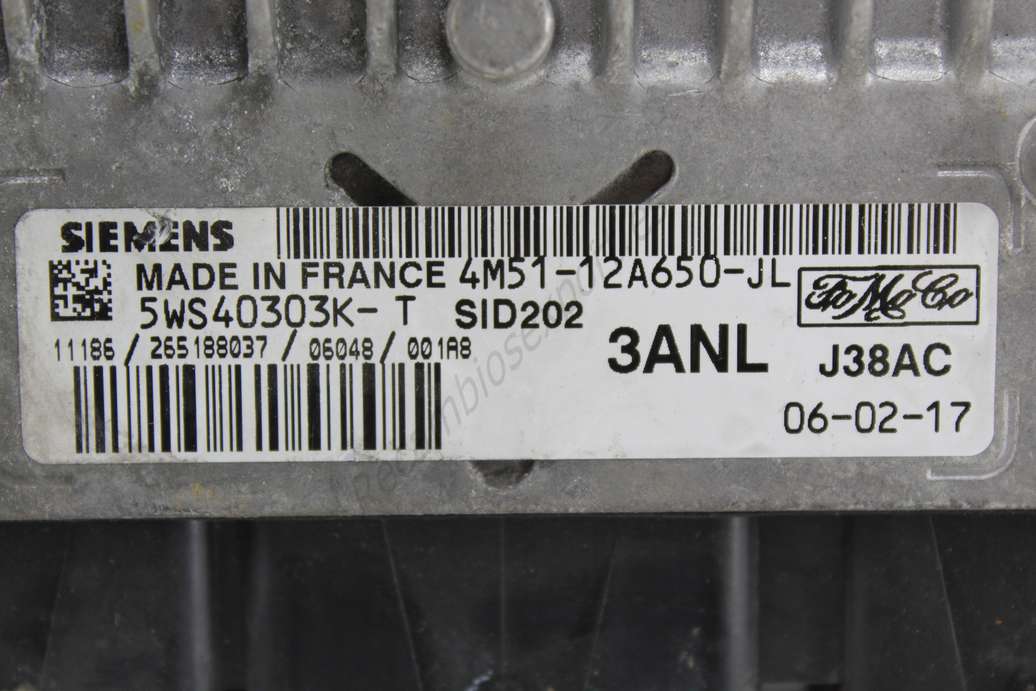 SIEMENS
MADE IN FRANCE 4M51-12A650-JL
FoMoCo
5WS40303K-T SID202
11186/265188037/06048/001A8
3ANL J38AC
06-02-17